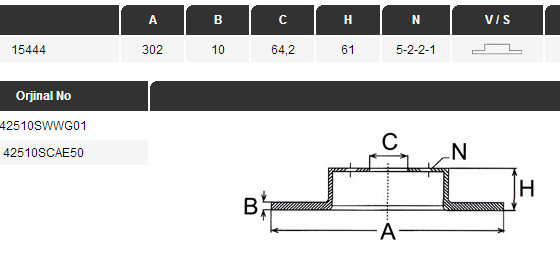 A B C H N V / S
15444 302 10 64,2 61 5-2-2-1
Orjinal No
42510SWWG01
42510SCAE50
C
N
B
H
A